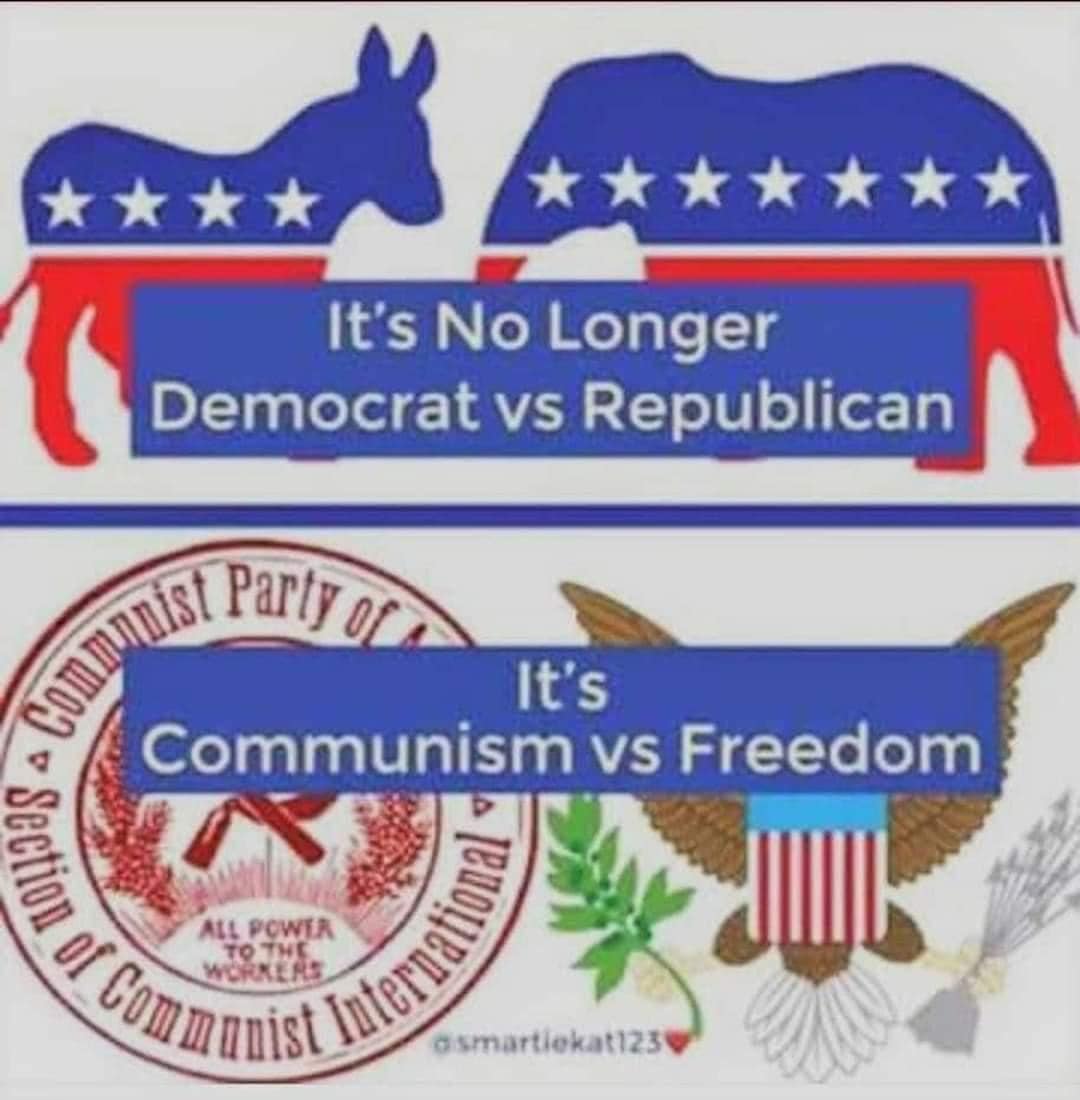 It's No Longer
Democrat vs Republican
Communist Party of
It's
Communism vs Freedom
ALL POWER
TO THE
WORKERS
Section of Communist International
@smartiekat123